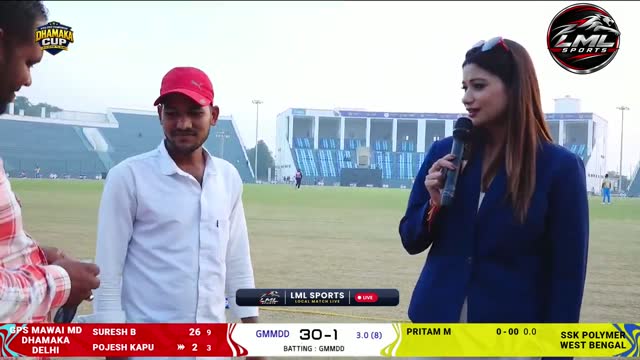 DHAMAKA
CUP
LML
SPORTS
LML SPORTS
LOCAL MATCH LIVE
LIVE
GPS MAWAI MD
DHAMAKA
DELHI
SURESH B 26 9
POJESH KAPU » 2 3
GMMDD 30-1 3.0 (8)
BATTING : GMMDD
PRITAM M 0-00 0.0
SSK POLYMER
WEST BENGAL